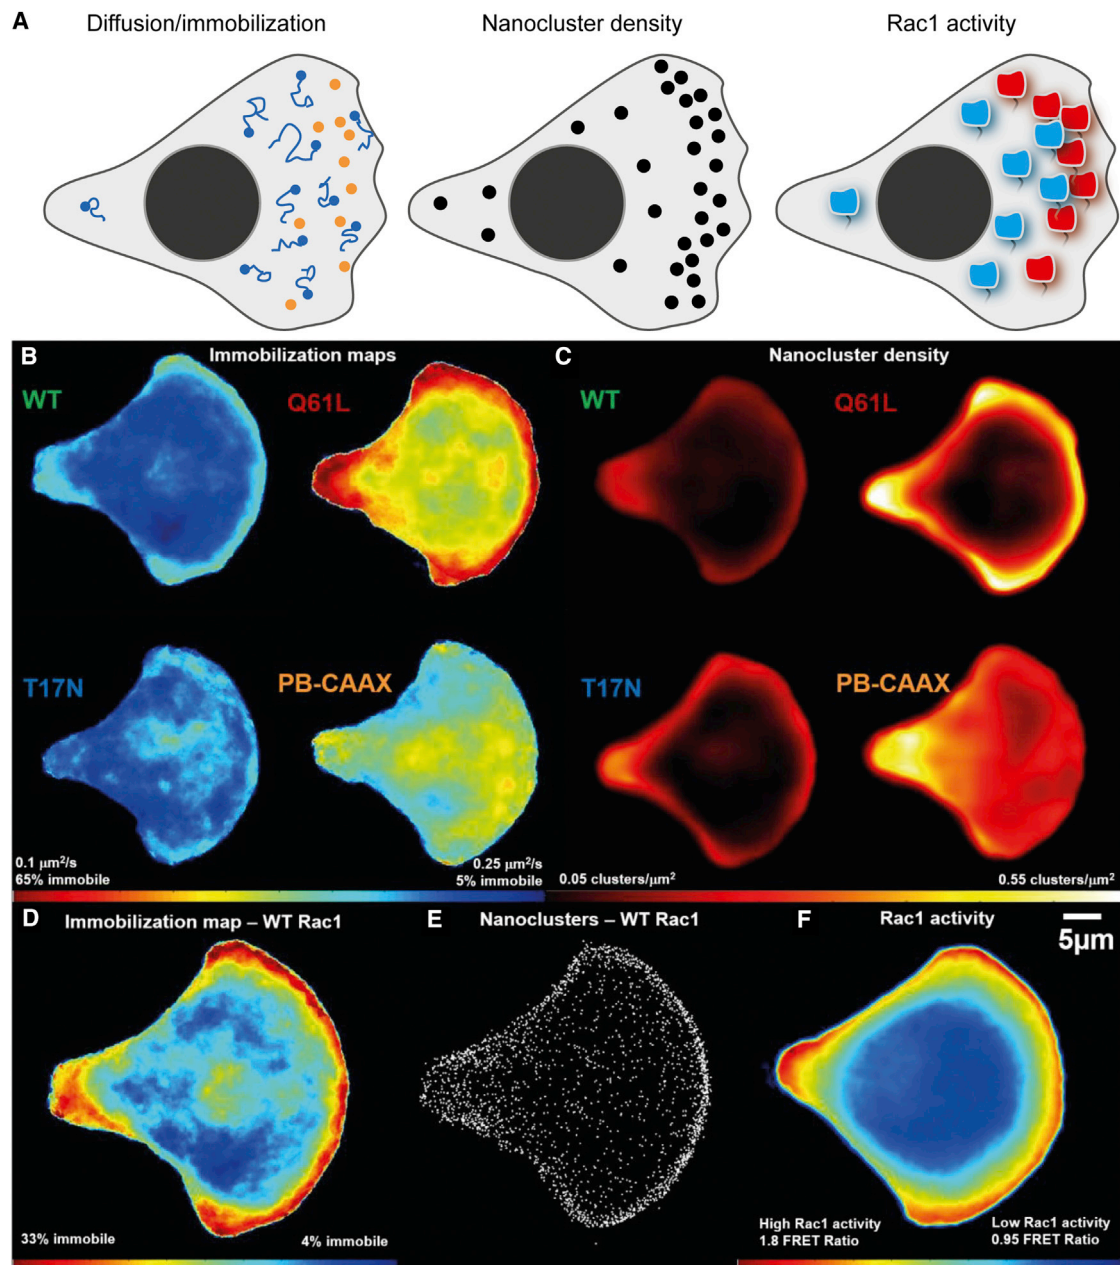 A
Diffusion/immobilization
Nanocluster density
Rac1 activity
B
Immobilization maps
WT
Q61L
T17N
PB-CAAX
0.1 μm²/s
65% immobile
0.25 μm²/s
5% immobile
C
Nanocluster density
WT
Q61L
T17N
PB-CAAX
0.05 clusters/μm²
0.55 clusters/μm²
D
Immobilization map – WT Rac1
33% immobile
4% immobile
E
Nanoclusters – WT Rac1
F
Rac1 activity
5μm
High Rac1 activity
1.8 FRET Ratio
Low Rac1 activity
0.95 FRET Ratio